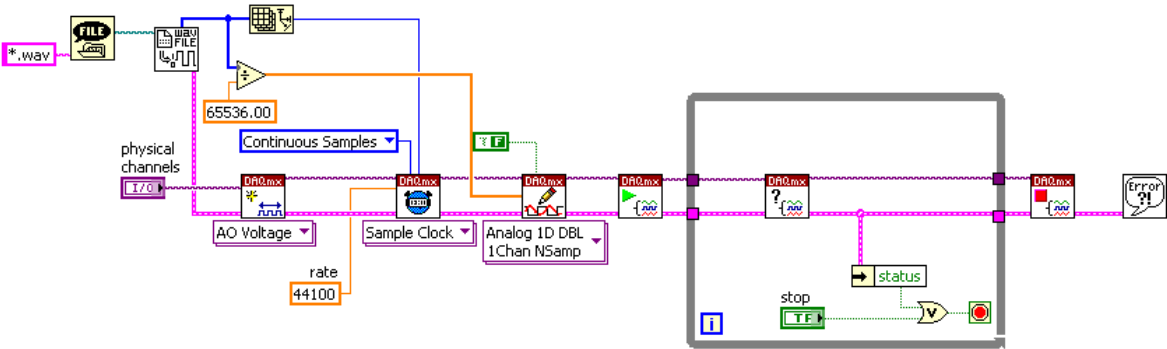 FILE
*.wav
wav
FILE
÷
65536.00
Continuous Samples
T F
physical
channels
I/O
DAQmx
DAQmx
DAQmx
DAQmx
DAQmx
DAQmx
?
Error
?!
AO Voltage
Sample Clock
Analog 1D DBL
1Chan NSamp
rate
44100
status
stop
TF
V
i